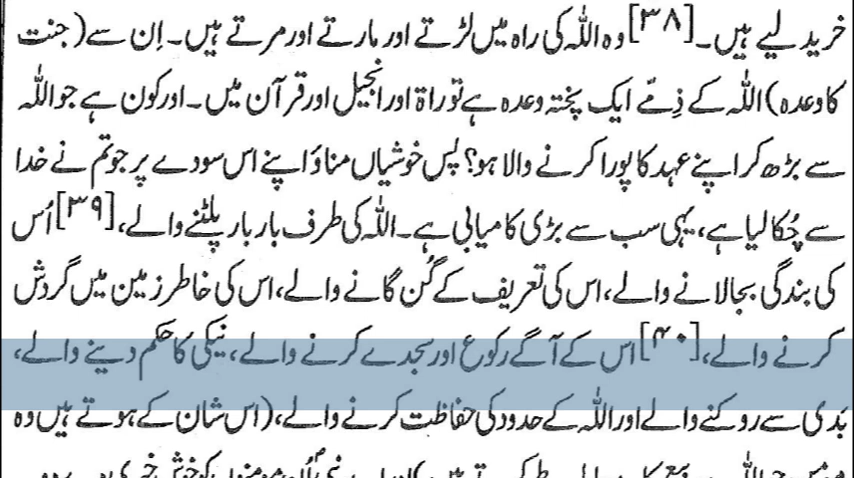 خرید لیے ہیں۔[۳۸] وہ اللہ کی راہ میں لڑتے اور مارتے اور مرتے ہیں۔ اِن سے (جنت
کا وعدہ) اللہ کے ذِمّے ایک پختہ وعدہ ہے توراۃ اور انجیل اور قرآن میں۔ اور کون ہے جو اللہ
سے بڑھ کر اپنے عہد کا پورا کرنے والا ہو؟ پس خوشیاں مناؤ اپنے اس سودے پر جو تم نے خدا
سے چُکا لیا ہے، یہی سب سے بڑی کامیابی ہے۔ اللہ کی طرف بار بار پلٹنے والے،[۳۹] اُس
کی بندگی بجا لانے والے، اس کی تعریف کے گُن گانے والے، اس کی خاطر زمین میں گردش
کرنے والے،[۴۰] اس کے آگے رکوع اور سجدے کرنے والے، نیکی کا حکم دینے والے،
بَدی سے روکنے والے اور اللہ کے حدود کی حفاظت کرنے والے، (اس شان کے ہوتے ہیں وہ